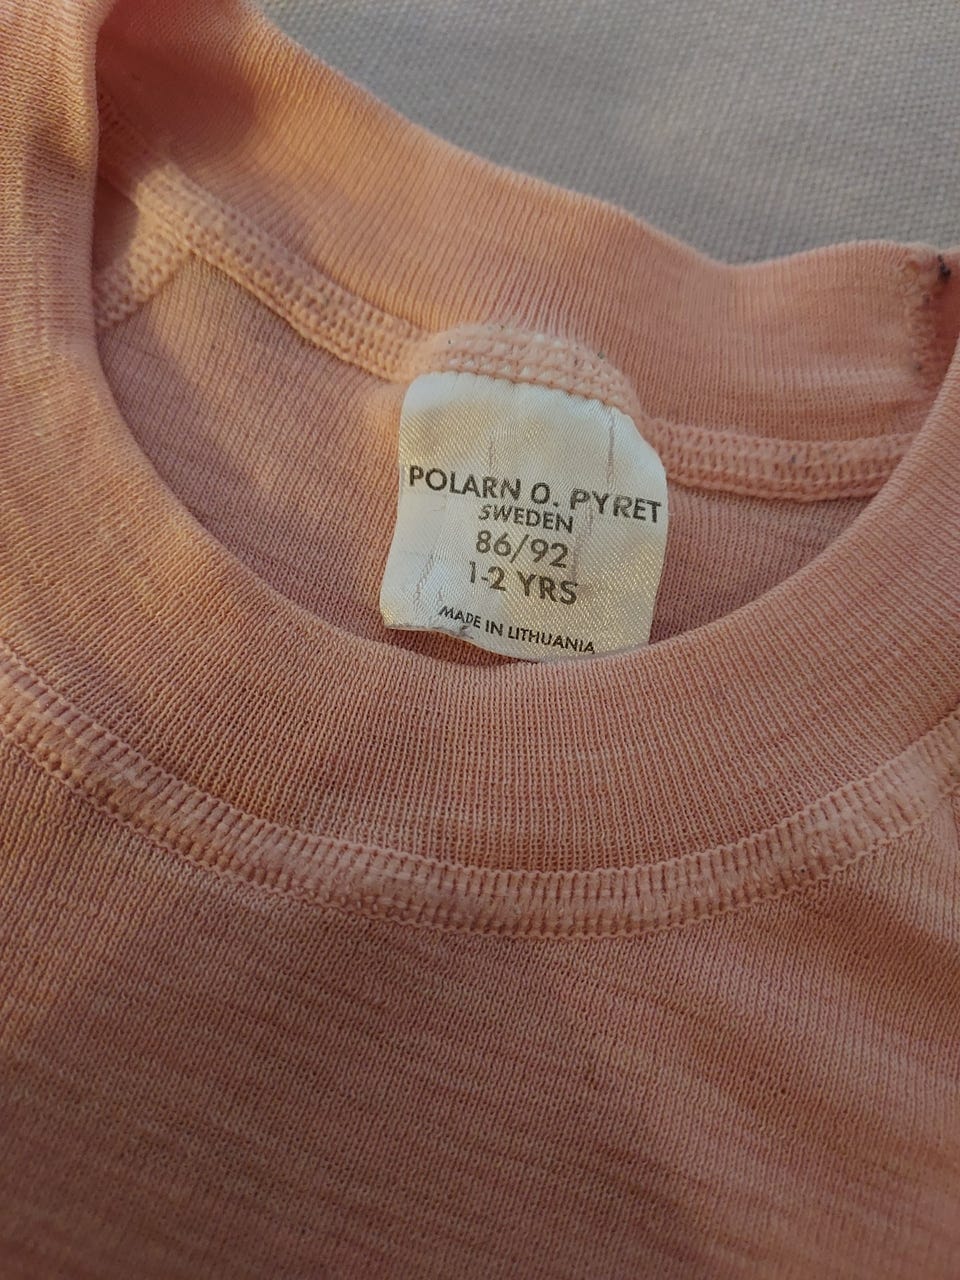 POLARN O. PYRET
SWEDEN
86/92
1-2 YRS
MADE IN LITHUANIA